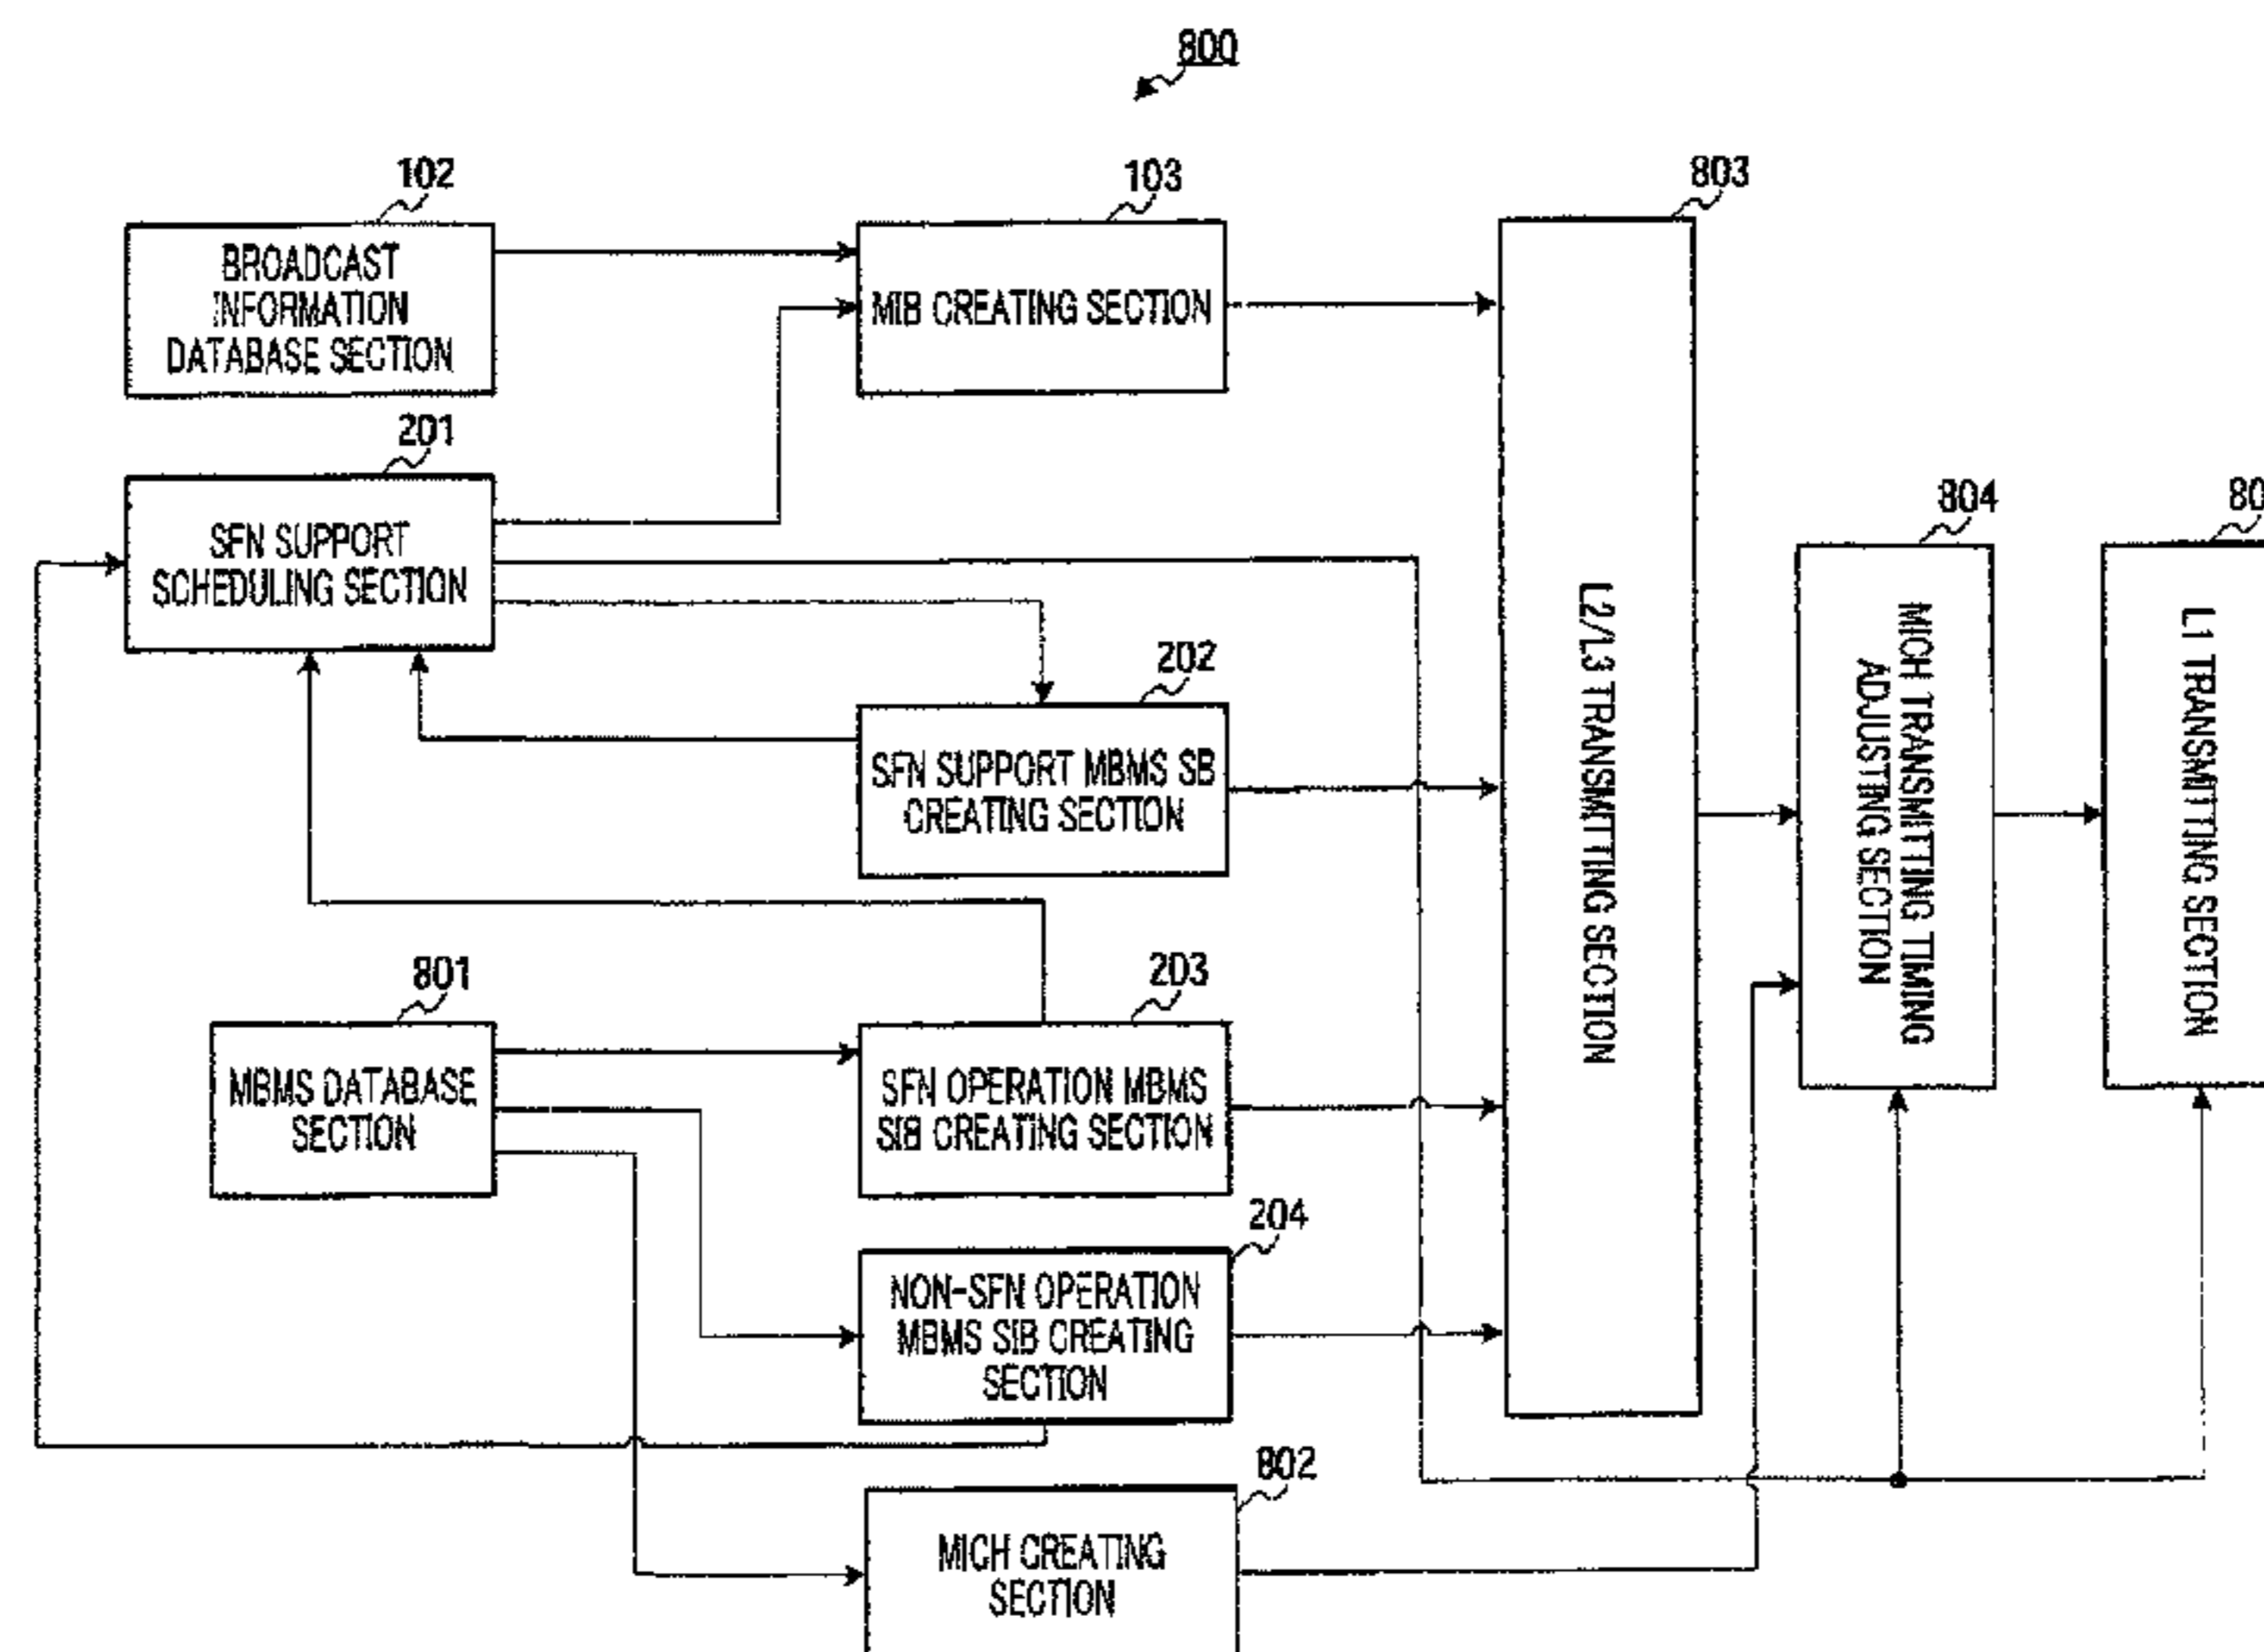 800
102
BROADCAST
INFORMATION
DATABASE SECTION
103
MIB CREATING SECTION
803
L2/L3 TRANSMITTING SECTION
201
SFN SUPPORT
SCHEDULING SECTION
804
MICH TRANSMITTING TIMING
ADJUSTING SECTION
L1 TRANSMITTING SECTION
202
SFN SUPPORT MBMS SB
CREATING SECTION
801
MBMS DATABASE
SECTION
203
SFN OPERATION MBMS
SIB CREATING SECTION
204
NON-SFN OPERATION
MBMS SIB CREATING
SECTION
802
MICH CREATING
SECTION